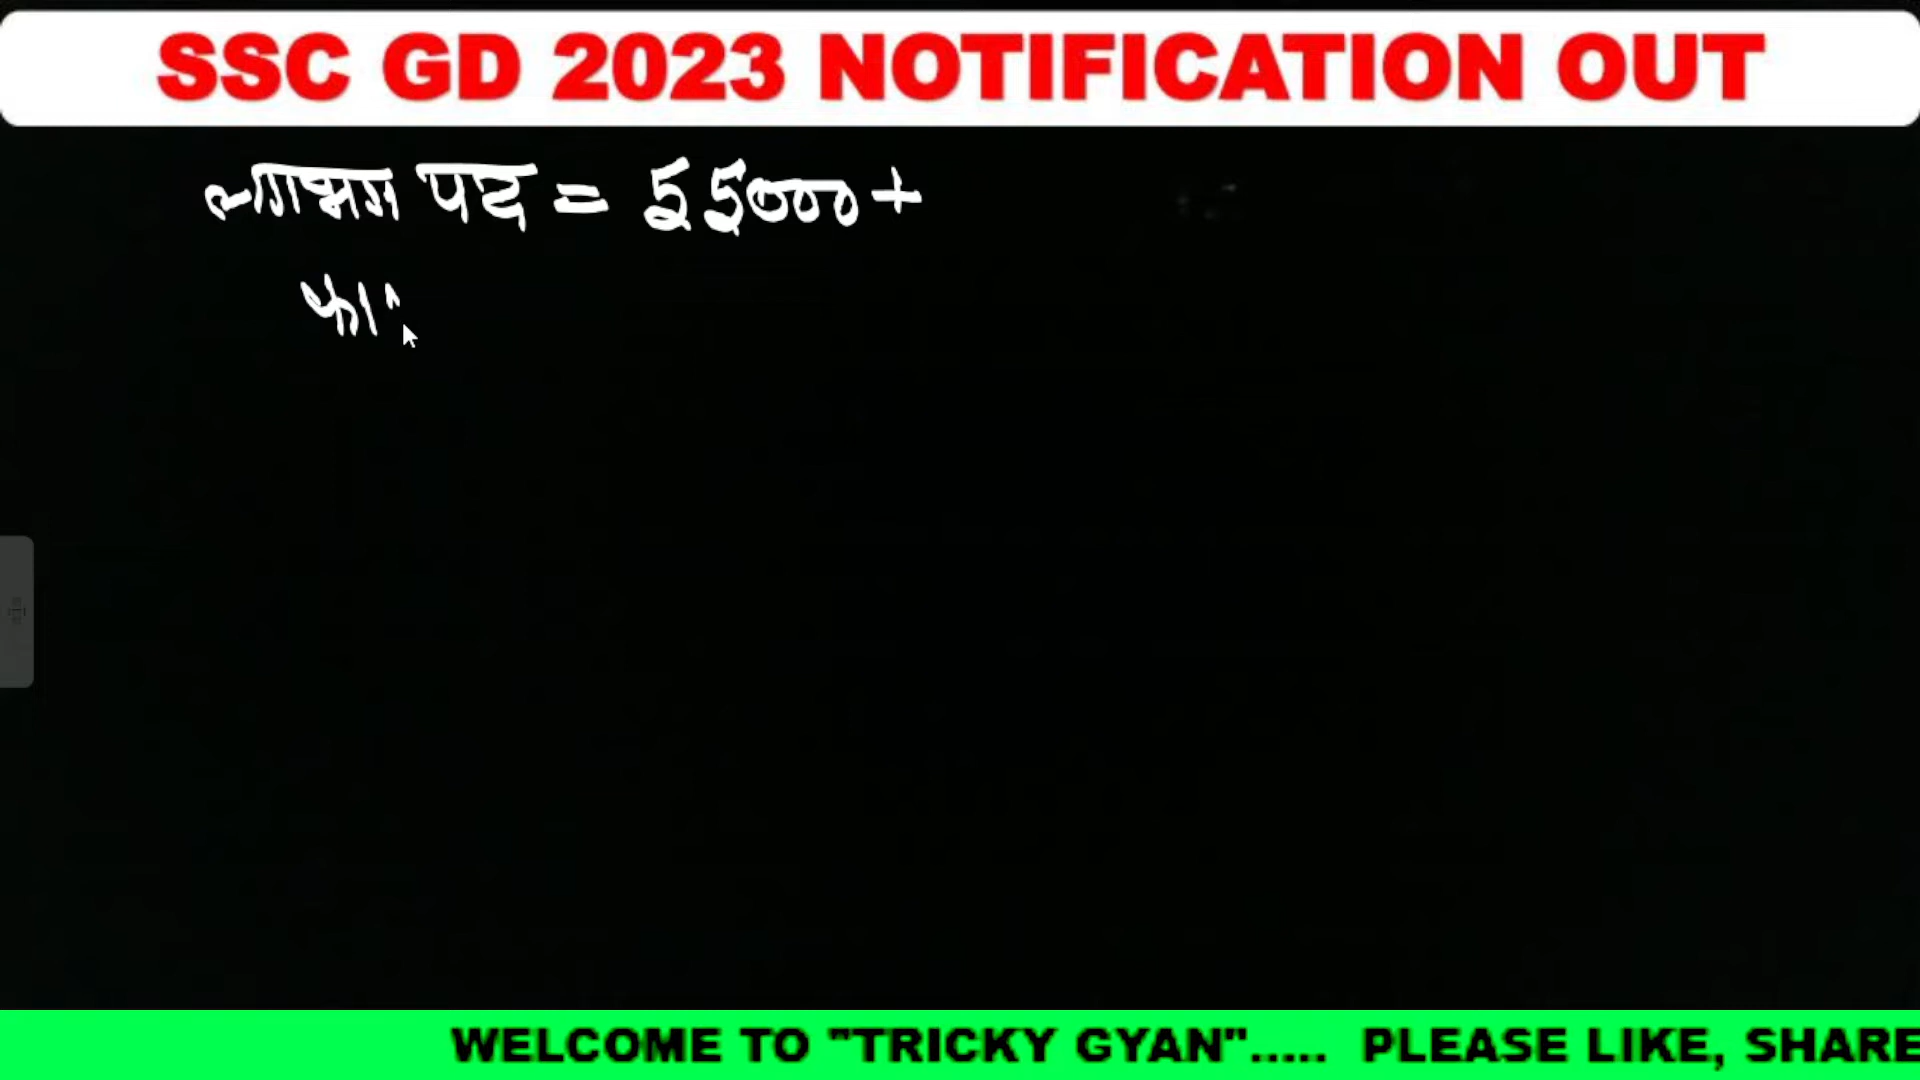 SSC GD 2023 NOTIFICATION OUT
लगभग पद = 55000+
WELCOME TO "TRICKY GYAN"..... PLEASE LIKE, SHARE